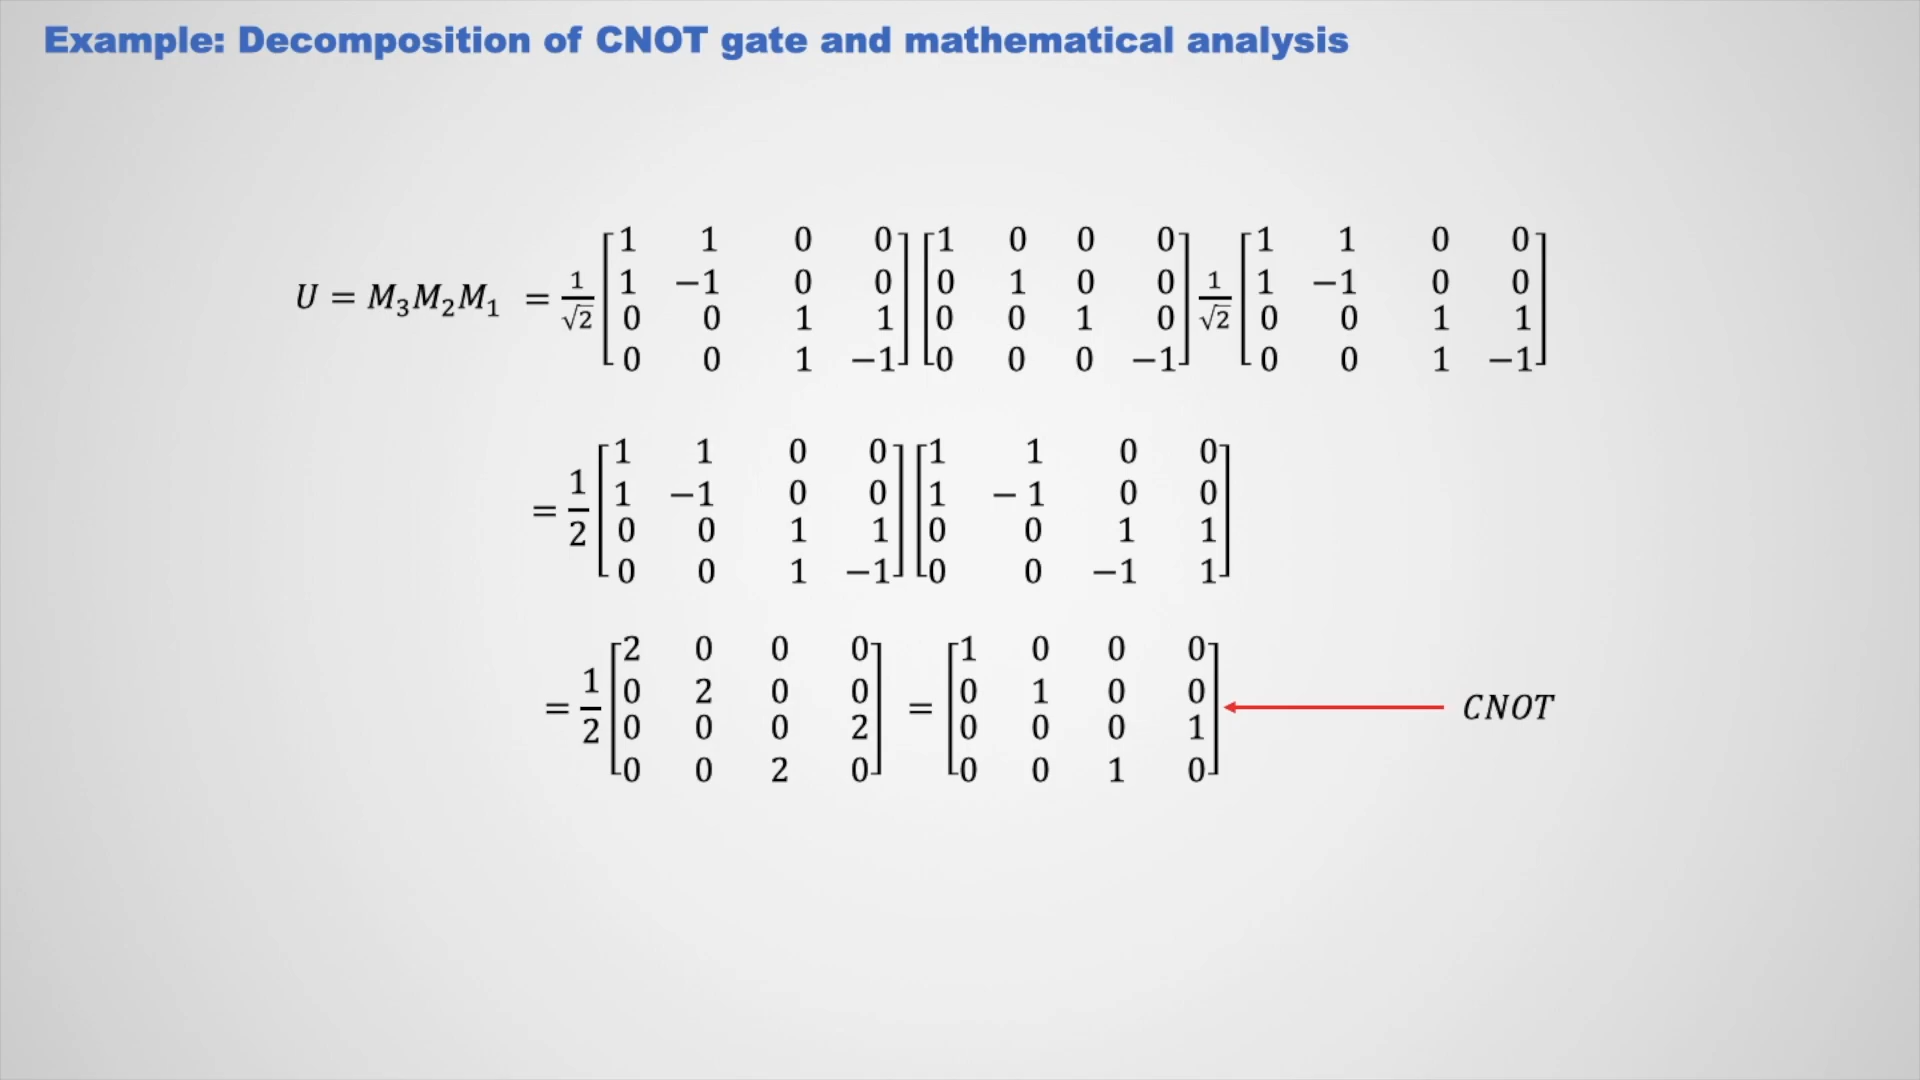 Example: Decomposition of CNOT gate and mathematical analysis
U = M₃M₂M₁ = 1/√2 [1 1 0 0; 1 −1 0 0; 0 0 1 1; 0 0 1 −1] [1 0 0 0; 0 1 0 0; 0 0 1 0; 0 0 0 −1] 1/√2 [1 1 0 0; 1 −1 0 0; 0 0 1 1; 0 0 1 −1]
= 1/2 [1 1 0 0; 1 −1 0 0; 0 0 1 1; 0 0 1 −1] [1 1 0 0; 1 −1 0 0; 0 0 1 1; 0 0 −1 1]
= 1/2 [2 0 0 0; 0 2 0 0; 0 0 0 2; 0 0 2 0] = [1 0 0 0; 0 1 0 0; 0 0 0 1; 0 0 1 0] CNOT